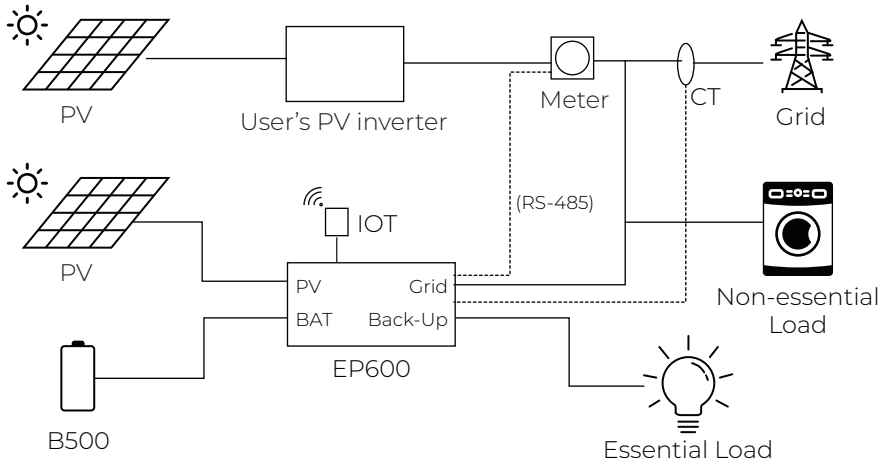 PV
User's PV inverter
Meter
CT
Grid
PV
IOT
(RS-485)
PV
Grid
BAT
Back-Up
EP600
Non-essential
Load
B500
Essential Load